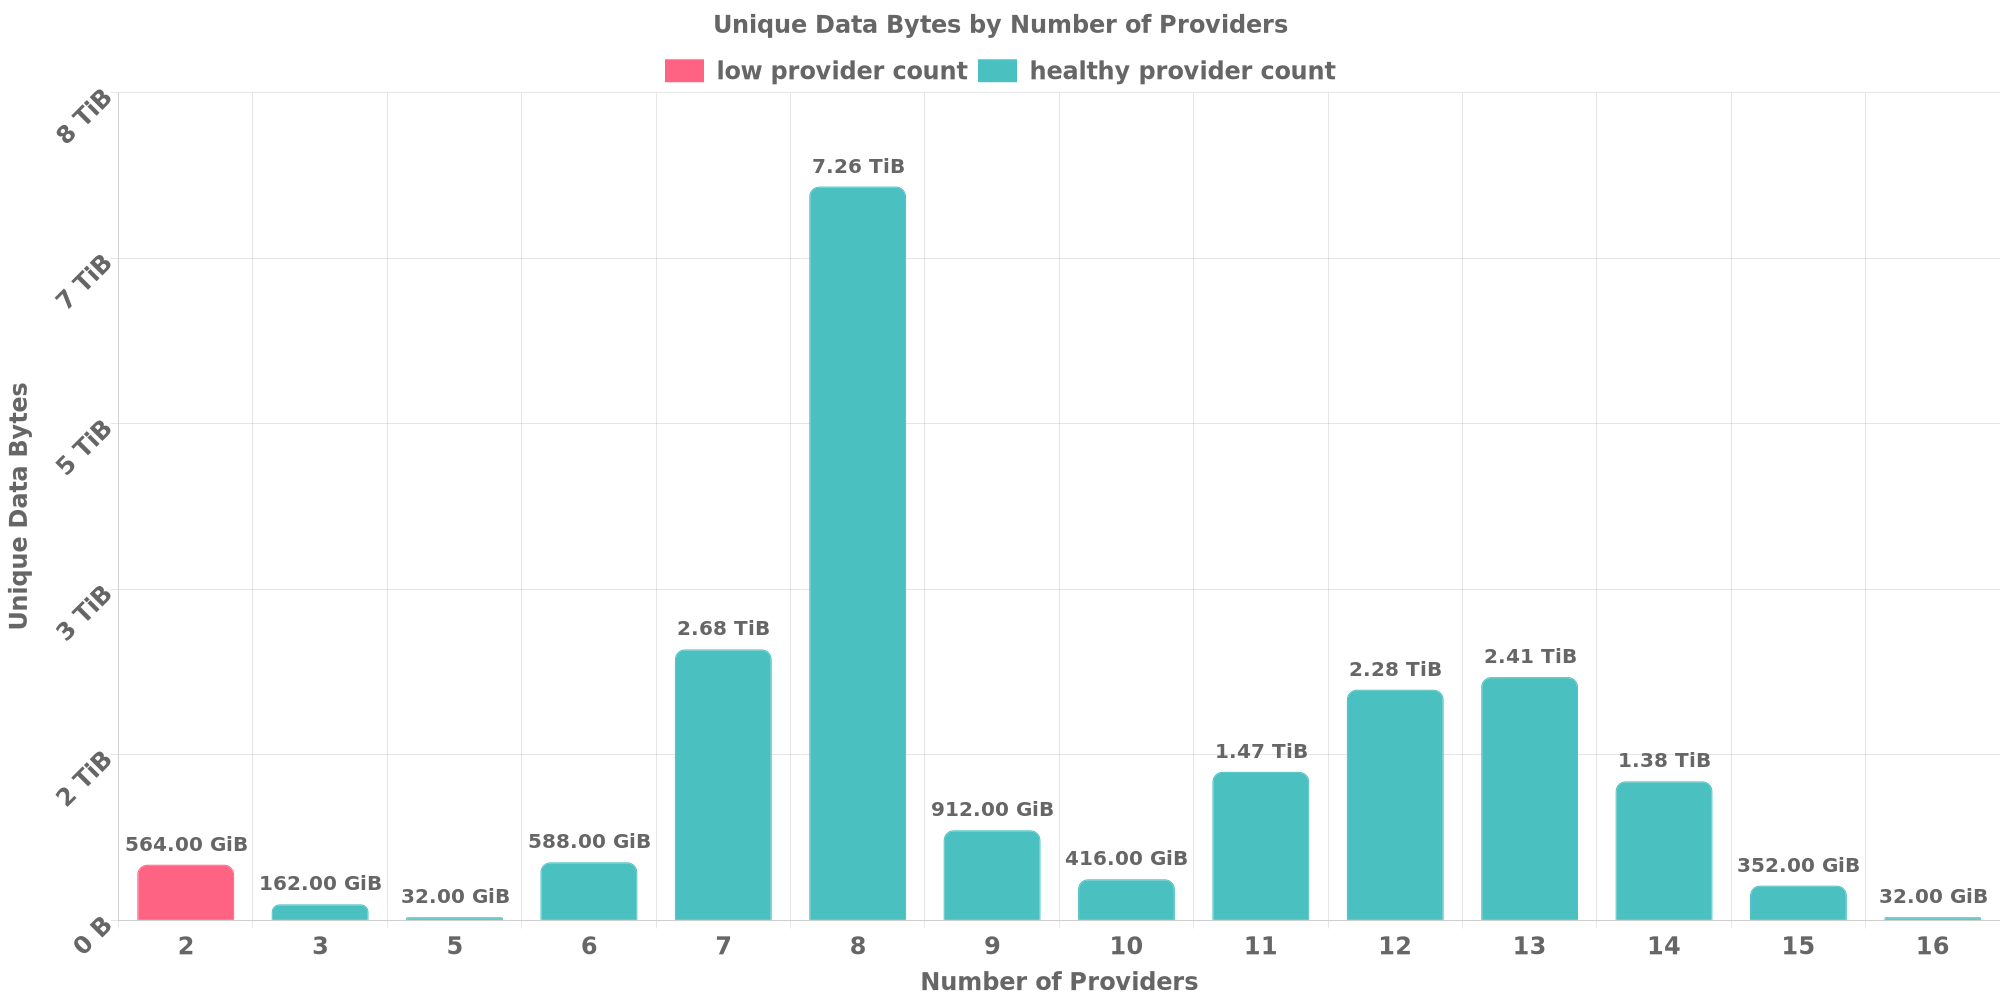 Unique Data Bytes by Number of Providers
low provider count healthy provider count
8 TiB
7 TiB
5 TiB
3 TiB
2 TiB
0 B
Unique Data Bytes
564.00 GiB
162.00 GiB
32.00 GiB
588.00 GiB
2.68 TiB
7.26 TiB
912.00 GiB
416.00 GiB
1.47 TiB
2.28 TiB
2.41 TiB
1.38 TiB
352.00 GiB
32.00 GiB
2 3 5 6 7 8 9 10 11 12 13 14 15 16
Number of Providers